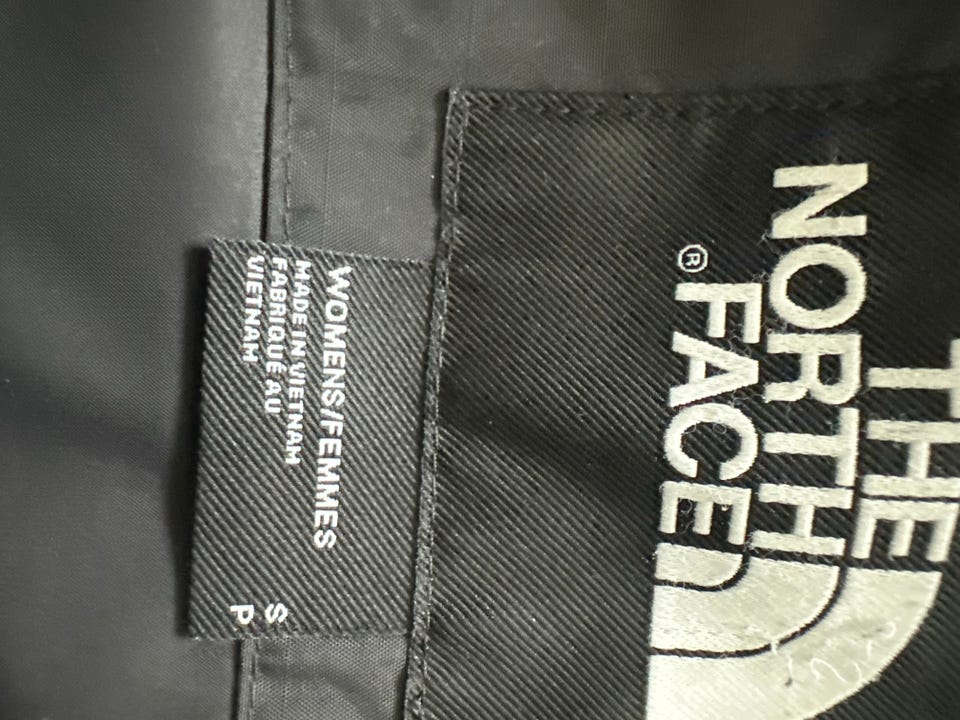 THE
NORTH
FACE®
WOMENS/FEMMES
MADE IN VIETNAM
FABRIQUÉ AU
VIETNAM
S
P